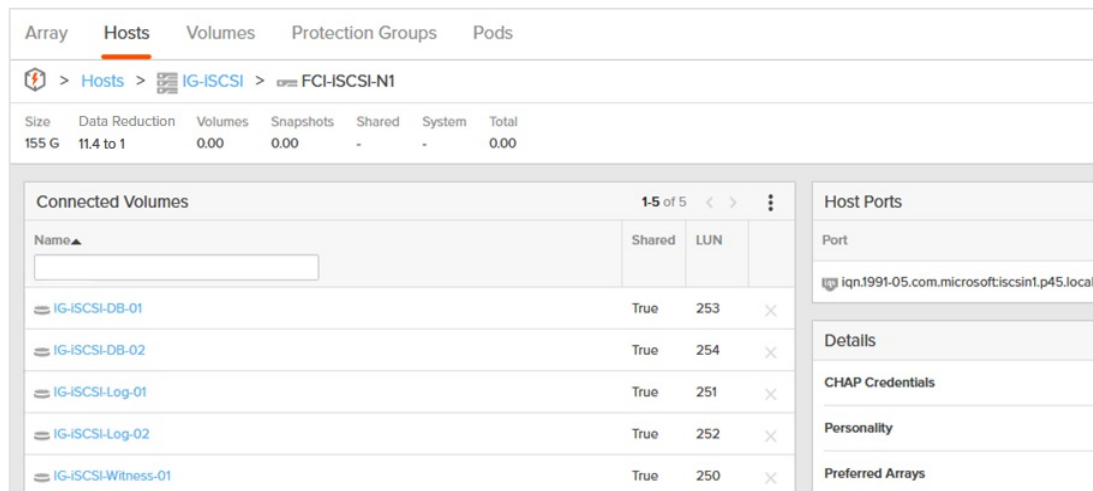 Array Hosts Volumes Protection Groups Pods
> Hosts > IG-iSCSI > FCI-iSCSI-N1
Size Data Reduction Volumes Snapshots Shared System Total
155 G 11.4 to 1 0.00 0.00 - - 0.00
Connected Volumes 1-5 of 5 < >
Name Shared LUN
IG-iSCSI-DB-01 True 253
IG-iSCSI-DB-02 True 254
IG-iSCSI-Log-01 True 251
IG-iSCSI-Log-02 True 252
IG-iSCSI-Witness-01 True 250
Host Ports
Port
iqn iqn.1991-05.com.microsoft:iscsin1.p45.local
Details
CHAP Credentials
Personality
Preferred Arrays